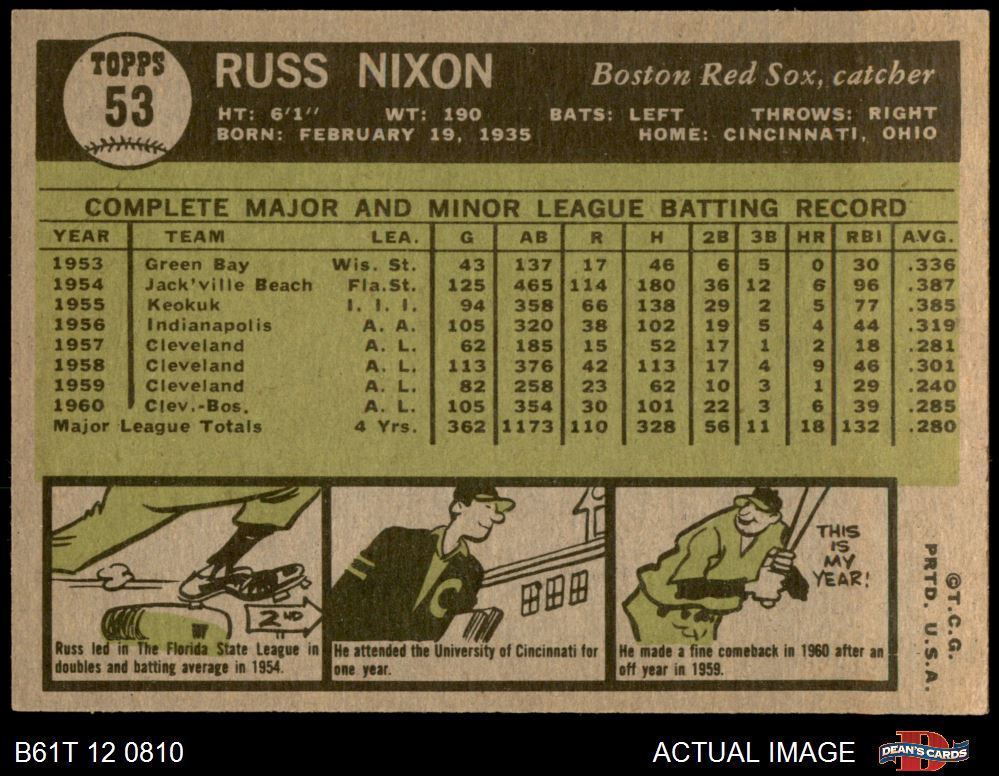 TOPPS
53
RUSS NIXON
Boston Red Sox, catcher
HT: 6'1" WT: 190 BATS: LEFT THROWS: RIGHT
BORN: FEBRUARY 19, 1935 HOME: CINCINNATI, OHIO
COMPLETE MAJOR AND MINOR LEAGUE BATTING RECORD
YEAR TEAM LEA. G AB R H 2B 3B HR RBI AVG.
1953 Green Bay Wis. St. 43 137 17 46 6 5 0 30 .336
1954 Jack'ville Beach Fla.St. 125 465 114 180 36 12 6 96 .387
1955 Keokuk I. I. I. 94 358 66 138 29 2 5 77 .385
1956 Indianapolis A. A. 105 320 38 102 19 5 4 44 .319
1957 Cleveland A. L. 62 185 15 52 17 1 2 18 .281
1958 Cleveland A. L. 113 376 42 113 17 4 9 46 .301
1959 Cleveland A. L. 82 258 23 62 10 3 1 29 .240
1960 Clev.-Bos. A. L. 105 354 30 101 22 3 6 39 .285
Major League Totals 4 Yrs. 362 1173 110 328 56 11 18 132 .280
2ND
Russ led in The Florida State League in
doubles and batting average in 1954.
C
He attended the University of Cincinnati for
one year.
THIS
IS
MY
YEAR!
He made a fine comeback in 1960 after an
off year in 1959.
©T.C.G.
PRTD. U.S.A.
B61T 12 0810
ACTUAL IMAGE
D
DEAN'S CARDS